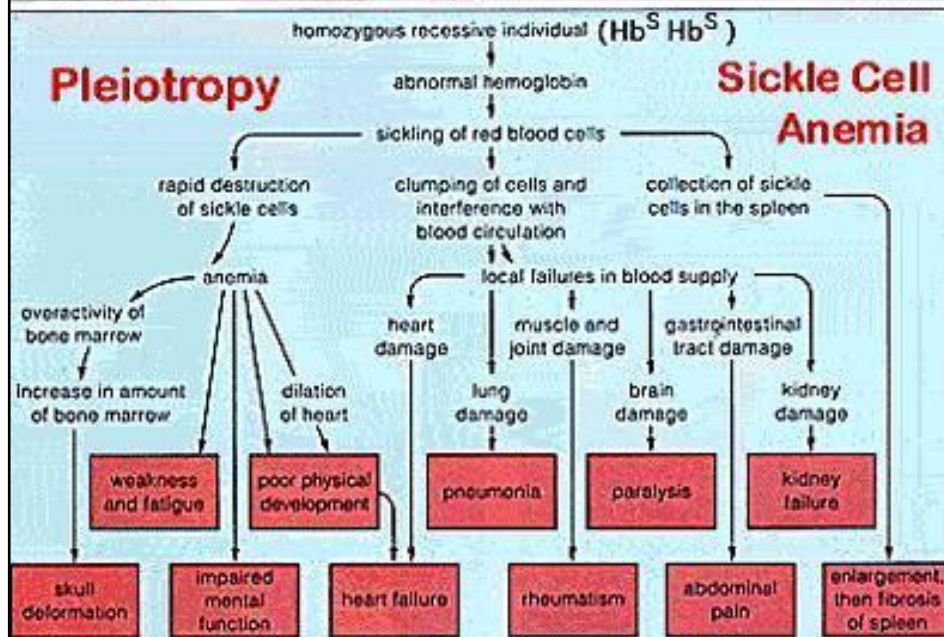 homozygous recessive individual (Hbˢ Hbˢ)
Pleiotropy
Sickle Cell
Anemia
abnormal hemoglobin
sickling of red blood cells
rapid destruction
of sickle cells
clumping of cells and
interference with
blood circulation
collection of sickle
cells in the spleen
anemia
local failures in blood supply
overactivity of
bone marrow
heart
damage
muscle and
joint damage
gastrointestinal
tract damage
increase in amount
of bone marrow
dilation
of heart
lung
damage
brain
damage
kidney
damage
weakness
and fatigue
poor physical
development
pneumonia
paralysis
kidney
failure
skull
deformation
impaired
mental
function
heart failure
rheumatism
abdominal
pain
enlargement,
then fibrosis
of spleen